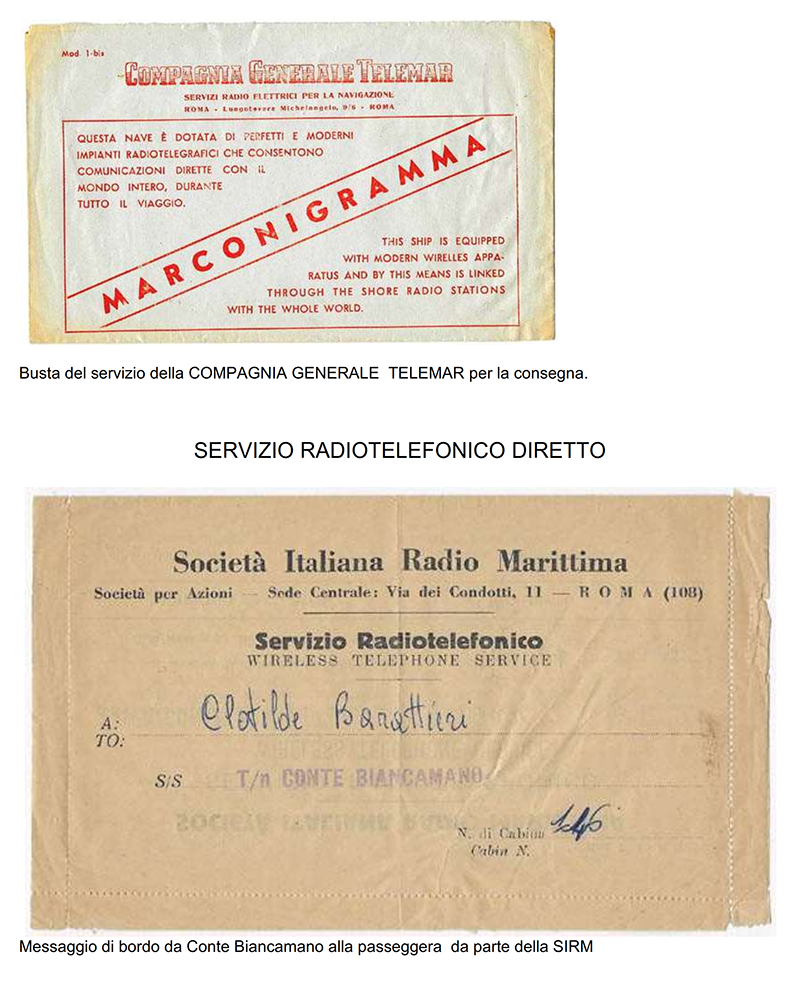 Mod. 1-bis
COMPAGNIA GENERALE TELEMAR
SERVIZI RADIO ELETTRICI PER LA NAVIGAZIONE
ROMA - Lungotevere Michelangelo, 9/6 - ROMA
QUESTA NAVE È DOTATA DI PERFETTI E MODERNI
IMPIANTI RADIOTELEGRAFICI CHE CONSENTONO
COMUNICAZIONI DIRETTE CON IL
MONDO INTERO, DURANTE
TUTTO IL VIAGGIO.
MARCONIGRAMMA
THIS SHIP IS EQUIPPED
WITH MODERN WIRELLES APPA-
RATUS AND BY THIS MEANS IS LINKED
THROUGH THE SHORE RADIO STATIONS
WITH THE WHOLE WORLD.
Busta del servizio della COMPAGNIA GENERALE TELEMAR per la consegna.
SERVIZIO RADIOTELEFONICO DIRETTO
Società Italiana Radio Marittima
Società per Azioni — Sede Centrale: Via dei Condotti, 11 — ROMA (108)
Servizio Radiotelefonico
WIRELESS TELEPHONE SERVICE
A: Clotilde Barattieri
TO:
S/S T/n CONTE BIANCAMANO
N. di Cabina 146
Cabin N.
Messaggio di bordo da Conte Biancamano alla passeggera da parte della SIRM